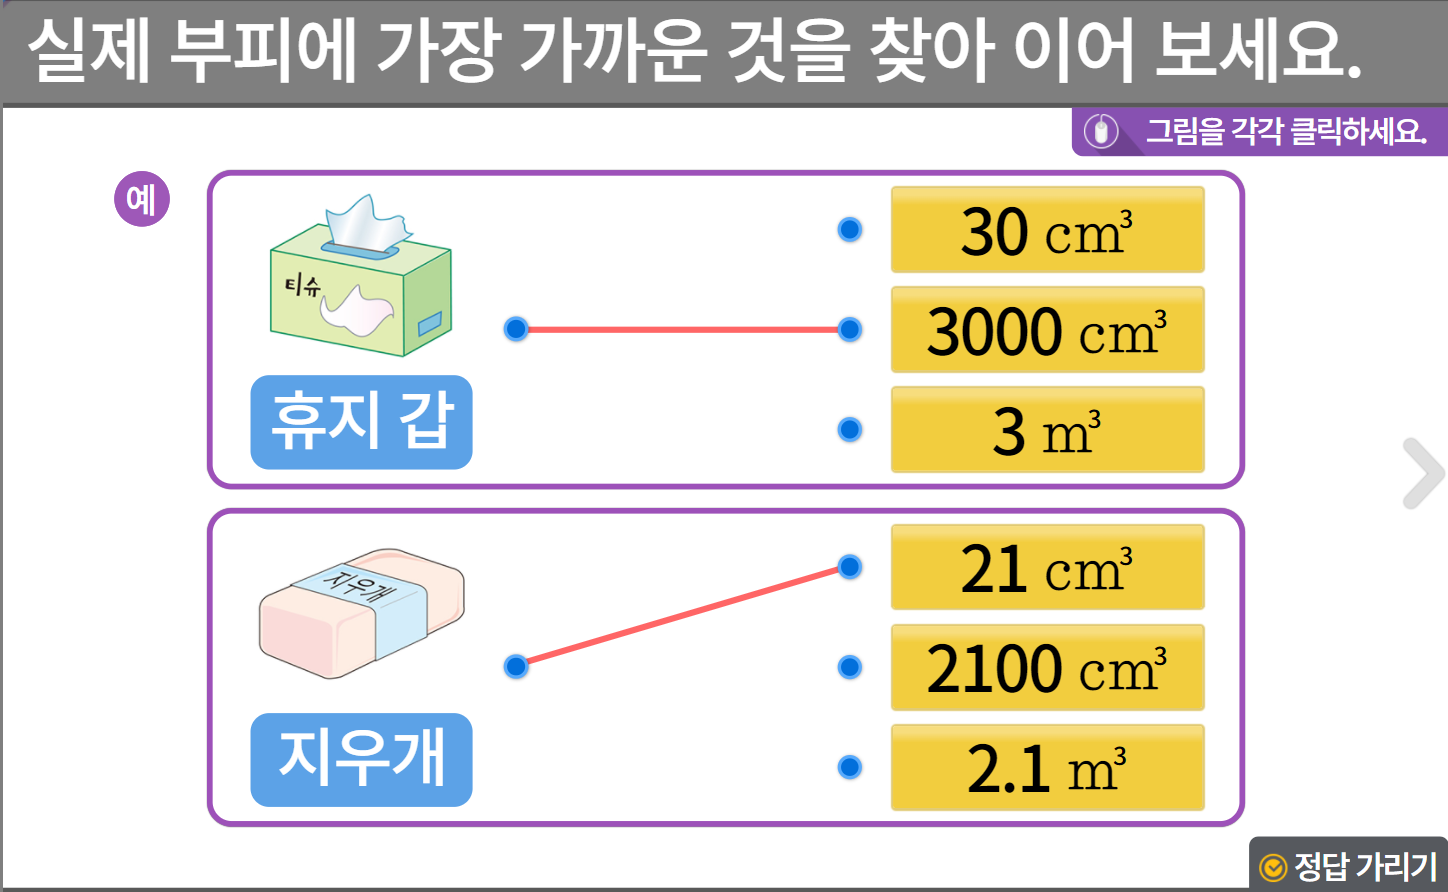 실제 부피에 가장 가까운 것을 찾아 이어 보세요.
그림을 각각 클릭하세요.
예
티슈
휴지 갑
30 cm³
3000 cm³
3 m³
지우개
지우개
21 cm³
2100 cm³
2.1 m³
정답 가리기